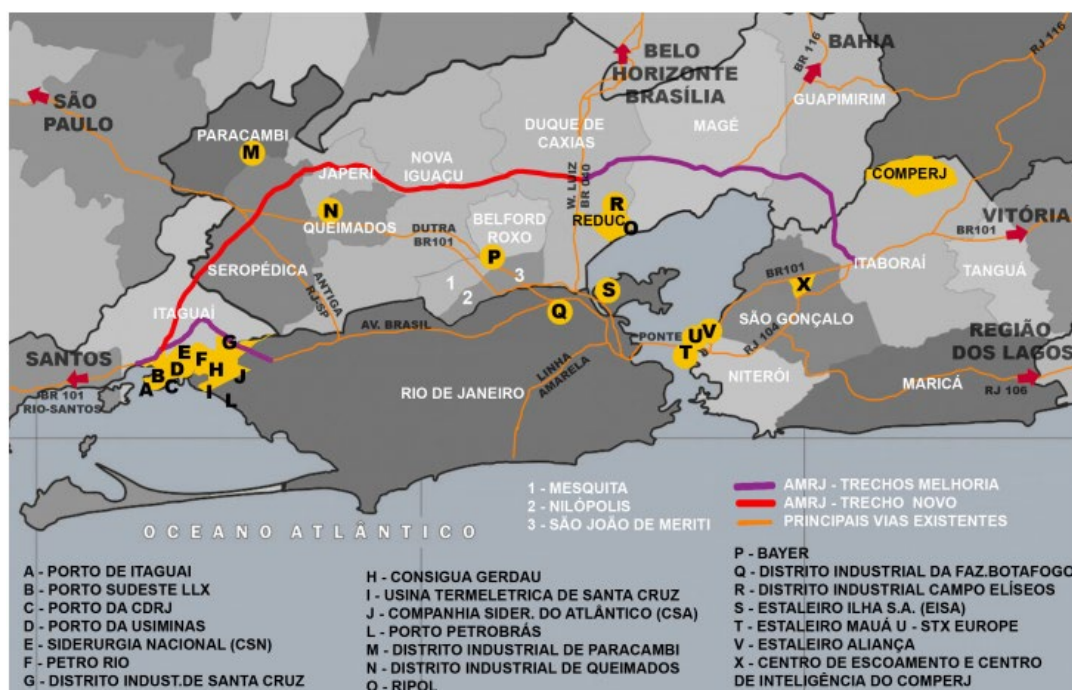 BELO
HORIZONTE
BRASÍLIA
BAHIA
BR 116
RJ 116
GUAPIMIRIM
SÃO
PAULO
PARACAMBI
M
DUQUE DE
CAXIAS
MAGÉ
JAPERI
NOVA
IGUAÇU
W. LUIZ
BR 040
COMPERJ
N
QUEIMADOS
R
REDUC
O
BELFORD
ROXO
DUTRA
BR101
VITÓRIA
BR101
P
SEROPÉDICA
ITABORAÍ
TANGUÁ
1
2
3
ANTIGA
RJ-SP
BR101
X
S
ITAGUAÍ
Q
SÃO GONÇALO
AV. BRASIL
PONTE
U
V
T
RJ 104
REGIÃO
DOS LAGOS
SANTOS
G
E
F
D
H
B
J
A
C
I
L
LINHA
AMARELA
NITERÓI
RIO DE JANEIRO
MARICÁ
RJ 106
BR 101
RIO-SANTOS
OCEANO ATLÂNTICO
1 - MESQUITA
2 - NILÓPOLIS
3 - SÃO JOÃO DE MERITI
AMRJ - TRECHOS MELHORIA
AMRJ - TRECHO NOVO
PRINCIPAIS VIAS EXISTENTES
A - PORTO DE ITAGUAI
B - PORTO SUDESTE LLX
C - PORTO DA CDRJ
D - PORTO DA USIMINAS
E - SIDERURGIA NACIONAL (CSN)
F - PETRO RIO
G - DISTRITO INDUST.DE SANTA CRUZ
H - CONSIGUA GERDAU
I - USINA TERMELETRICA DE SANTA CRUZ
J - COMPANHIA SIDER. DO ATLÂNTICO (CSA)
L - PORTO PETROBRÁS
M - DISTRITO INDUSTRIAL DE PARACAMBI
N - DISTRITO INDUSTRIAL DE QUEIMADOS
O - RIPOL
P - BAYER
Q - DISTRITO INDUSTRIAL DA FAZ.BOTAFOGO
R - DISTRITO INDUSTRIAL CAMPO ELÍSEOS
S - ESTALEIRO ILHA S.A. (EISA)
T - ESTALEIRO MAUÁ U - STX EUROPE
V - ESTALEIRO ALIANÇA
X - CENTRO DE ESCOAMENTO E CENTRO
DE INTELIGÊNCIA DO COMPERJ